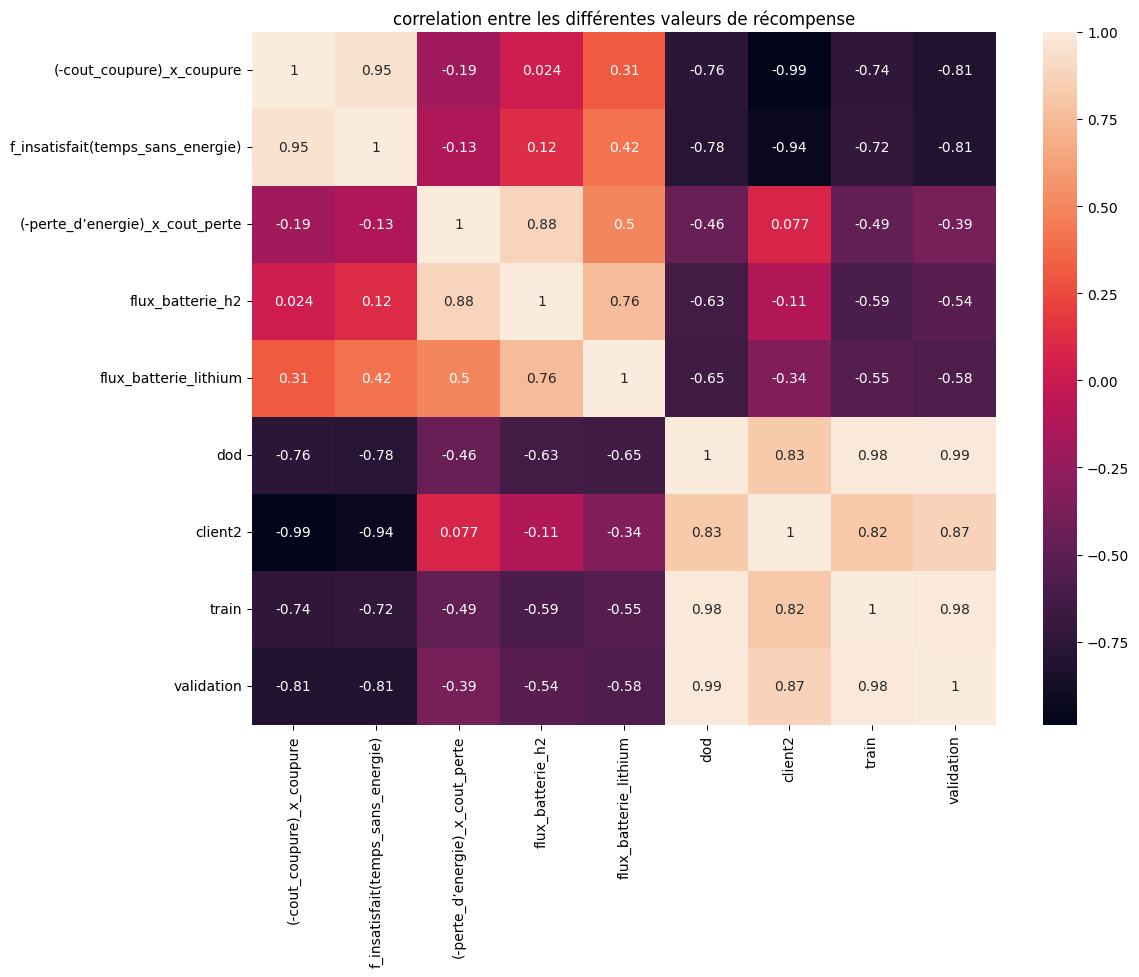 correlation entre les différentes valeurs de récompense
(-cout_coupure)_x_coupure 1 0.95 -0.19 0.024 0.31 -0.76 -0.99 -0.74 -0.81
f_insatisfait(temps_sans_energie) 0.95 1 -0.13 0.12 0.42 -0.78 -0.94 -0.72 -0.81
(-perte_d’energie)_x_cout_perte -0.19 -0.13 1 0.88 0.5 -0.46 0.077 -0.49 -0.39
flux_batterie_h2 0.024 0.12 0.88 1 0.76 -0.63 -0.11 -0.59 -0.54
flux_batterie_lithium 0.31 0.42 0.5 0.76 1 -0.65 -0.34 -0.55 -0.58
dod -0.76 -0.78 -0.46 -0.63 -0.65 1 0.83 0.98 0.99
client2 -0.99 -0.94 0.077 -0.11 -0.34 0.83 1 0.82 0.87
train -0.74 -0.72 -0.49 -0.59 -0.55 0.98 0.82 1 0.98
validation -0.81 -0.81 -0.39 -0.54 -0.58 0.99 0.87 0.98 1
(-cout_coupure)_x_coupure
f_insatisfait(temps_sans_energie)
(-perte_d’energie)_x_cout_perte
flux_batterie_h2
flux_batterie_lithium
dod
client2
train
validation
1.00
0.75
0.50
0.25
0.00
-0.25
-0.50
-0.75